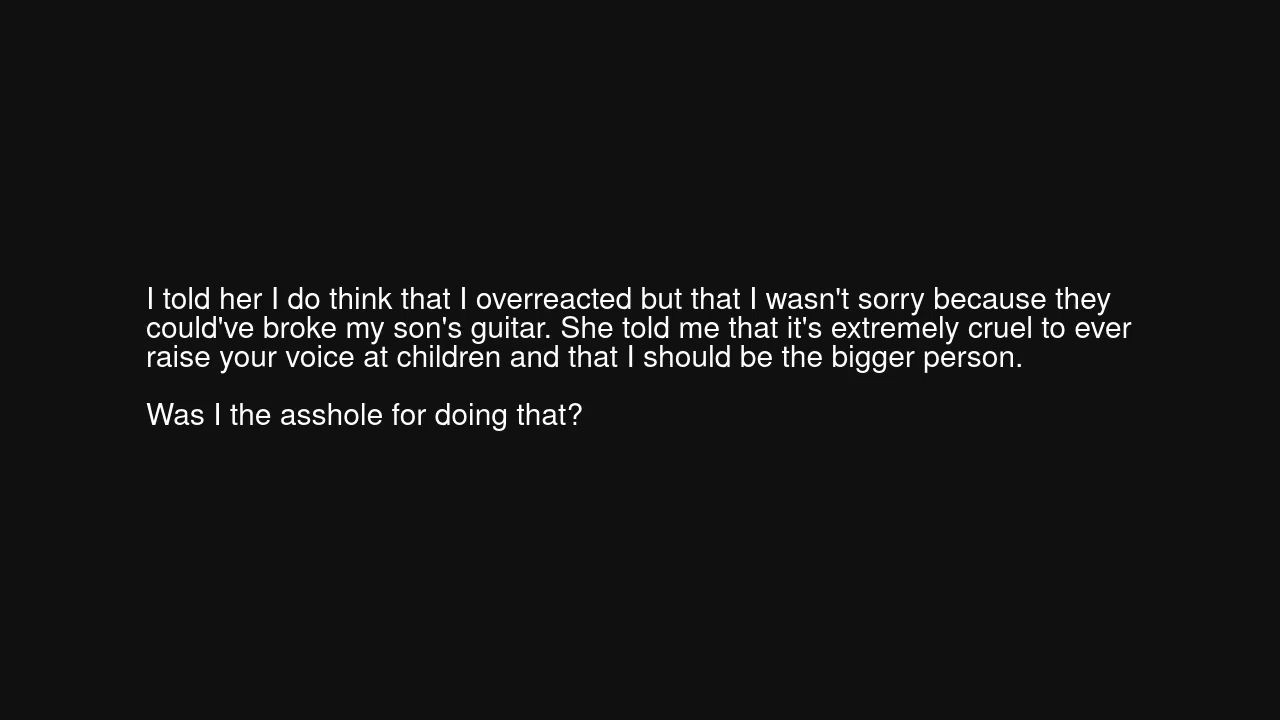 I told her I do think that I overreacted but that I wasn't sorry because they
could've broke my son's guitar. She told me that it's extremely cruel to ever
raise your voice at children and that I should be the bigger person.
Was I the asshole for doing that?